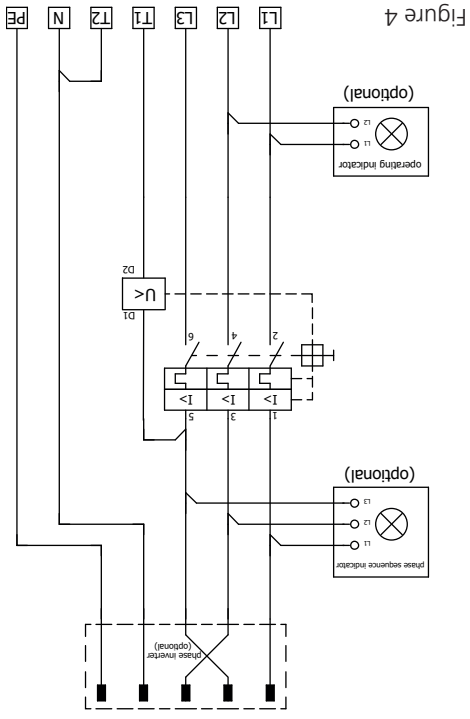 phase inverter
(optional)
phase sequence indicator
L1
L2
L3
(optional)
1 3 5
I> I> I>
2 4 6
D1
U<
D2
operating indicator
L1
L2
(optional)
L1 L2 L3 T1 T2 N PE
Figure 4